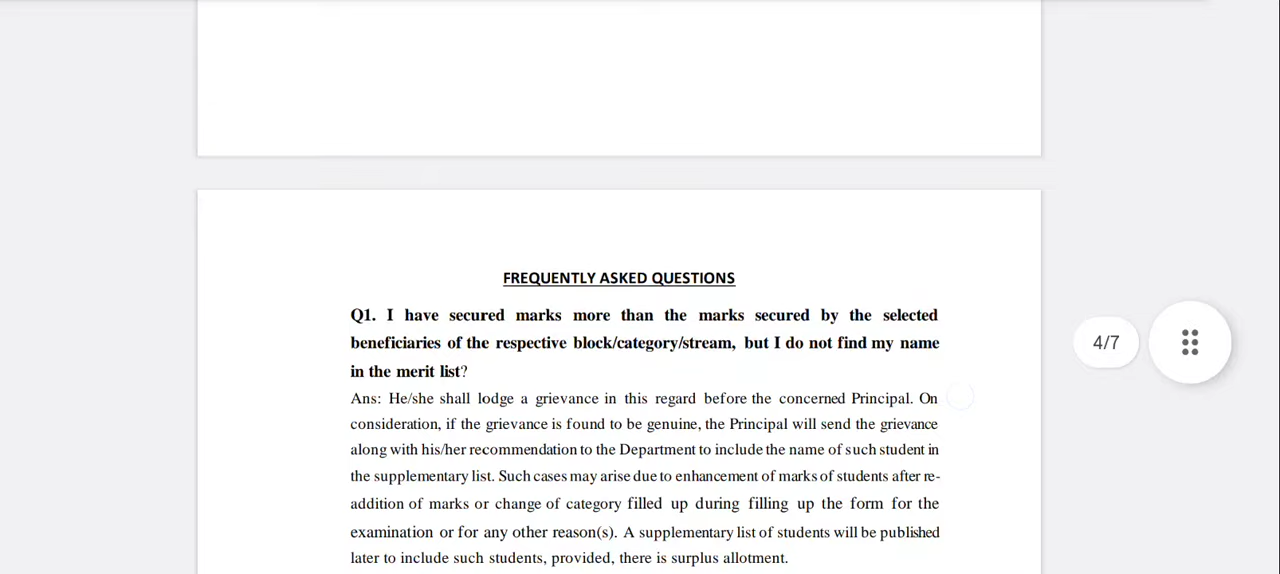 FREQUENTLY ASKED QUESTIONS
Q1. I have secured marks more than the marks secured by the selected
beneficiaries of the respective block/category/stream, but I do not find my name
in the merit list?
Ans: He/she shall lodge a grievance in this regard before the concerned Principal. On
consideration, if the grievance is found to be genuine, the Principal will send the grievance
along with his/her recommendation to the Department to include the name of such student in
the supplementary list. Such cases may arise due to enhancement of marks of students after re-
addition of marks or change of category filled up during filling up the form for the
examination or for any other reason(s). A supplementary list of students will be published
later to include such students, provided, there is surplus allotment.
4/7